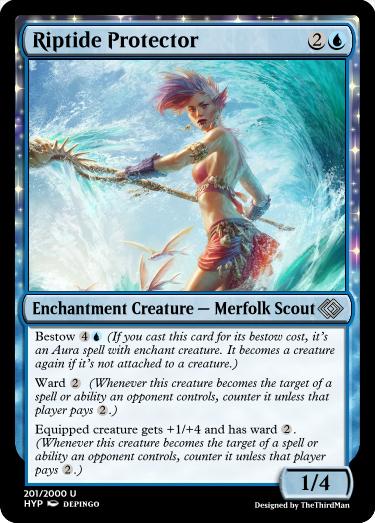 Riptide Protector 2
Enchantment Creature — Merfolk Scout
Bestow 4 (If you cast this card for its bestow cost, it's
an Aura spell with enchant creature. It becomes a creature
again if it's not attached to a creature.)
Ward 2 (Whenever this creature becomes the target of a
spell or ability an opponent controls, counter it unless that
player pays 2.)
Equipped creature gets +1/+4 and has ward 2.
(Whenever this creature becomes the target of a spell or
ability an opponent controls, counter it unless that player
pays 2.)
1/4
201/2000 U
HYP DEPINGO
Designed by TheThirdMan